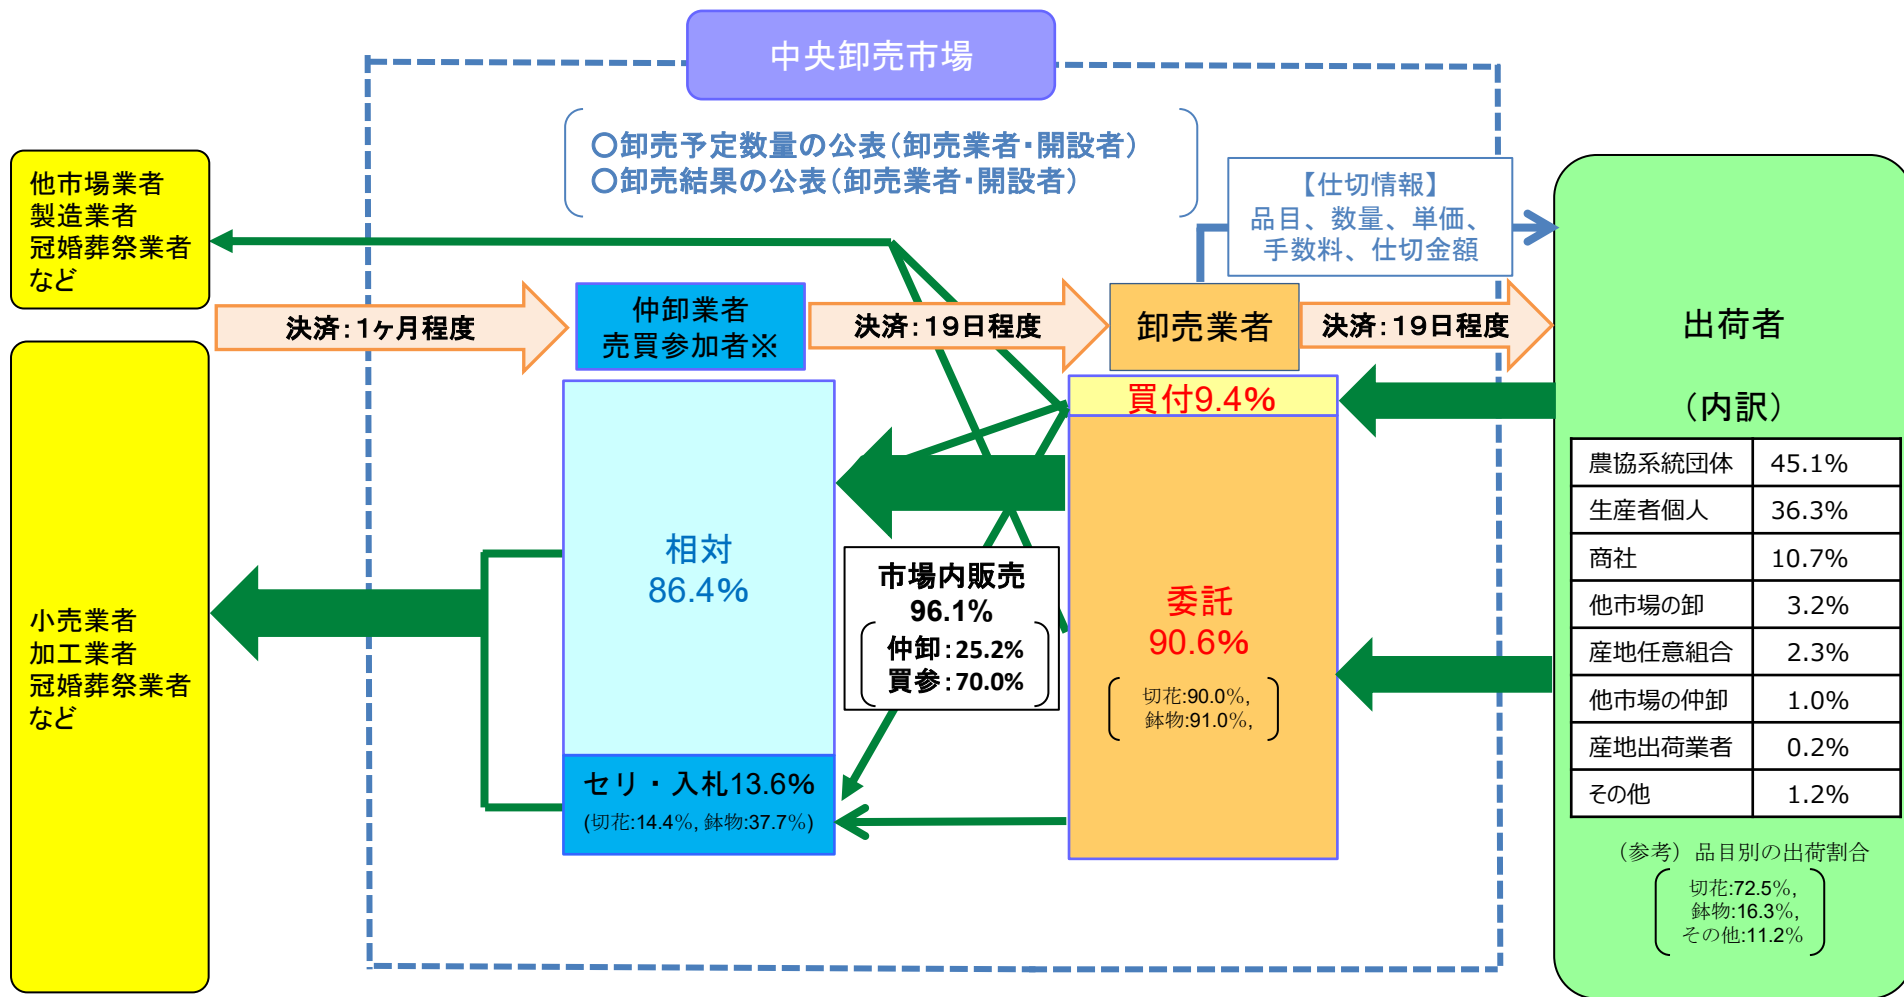 中央卸売市場
○卸売予定数量の公表(卸売業者・開設者)
○卸売結果の公表(卸売業者・開設者)
他市場業者
製造業者
冠婚葬祭業者
など
【仕切情報】
品目、数量、単価、
手数料、仕切金額
決済：1ヶ月程度
仲卸業者
売買参加者※
決済：19日程度
卸売業者
決済：19日程度
出荷者
（内訳）
農協系統団体 45.1%
生産者個人 36.3%
商社 10.7%
他市場の卸 3.2%
産地任意組合 2.3%
他市場の仲卸 1.0%
産地出荷業者 0.2%
その他 1.2%
（参考）品目別の出荷割合
切花:72.5%,
鉢物:16.3%,
その他:11.2%
買付9.4%
委託
90.6%
切花:90.0%,
鉢物:91.0%,
相対
86.4%
市場内販売
96.1%
仲卸：25.2%
買参：70.0%
セリ・入札13.6%
(切花:14.4%, 鉢物:37.7%)
小売業者
加工業者
冠婚葬祭業者
など